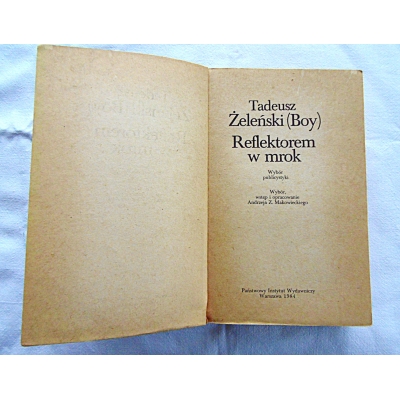 Tadeusz
Żeleński (Boy)
Reflektorem
w mrok
Wybór
publicystyki
Wybór,
wstęp i opracowanie
Andrzeja Z. Makowieckiego
Państwowy Instytut Wydawniczy
Warszawa 1984